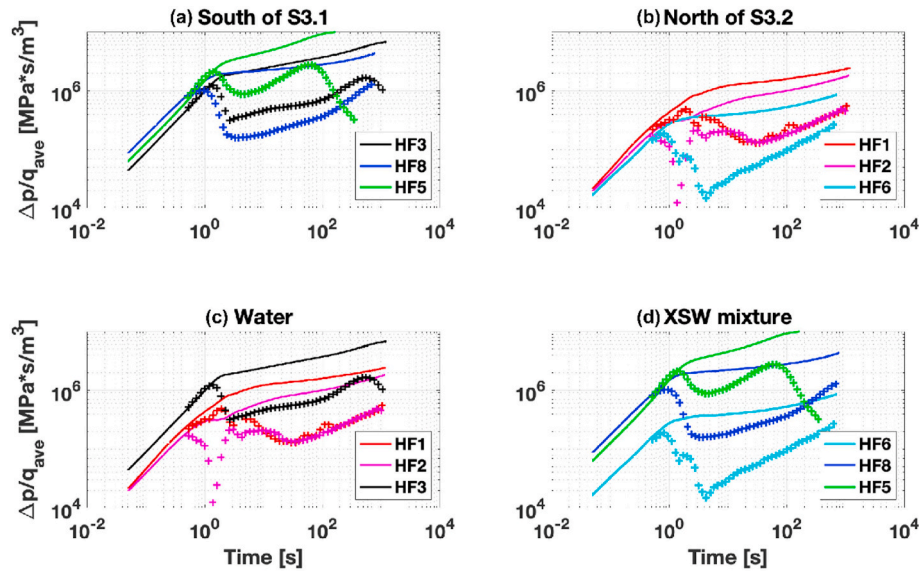 (a) South of S3.1
(b) North of S3.2
Δp/q_ave [MPa*s/m^3]
10^6
10^4
HF3
HF8
HF5
10^-2
10^0
10^2
10^4
Time [s]
10^6
10^4
HF1
HF2
HF6
10^-2
10^0
10^2
10^4
(c) Water
(d) XSW mixture
Δp/q_ave [MPa*s/m^3]
10^6
10^4
HF1
HF2
HF3
10^-2
10^0
10^2
10^4
Time [s]
10^6
10^4
HF6
HF8
HF5
10^-2
10^0
10^2
10^4
Time [s]